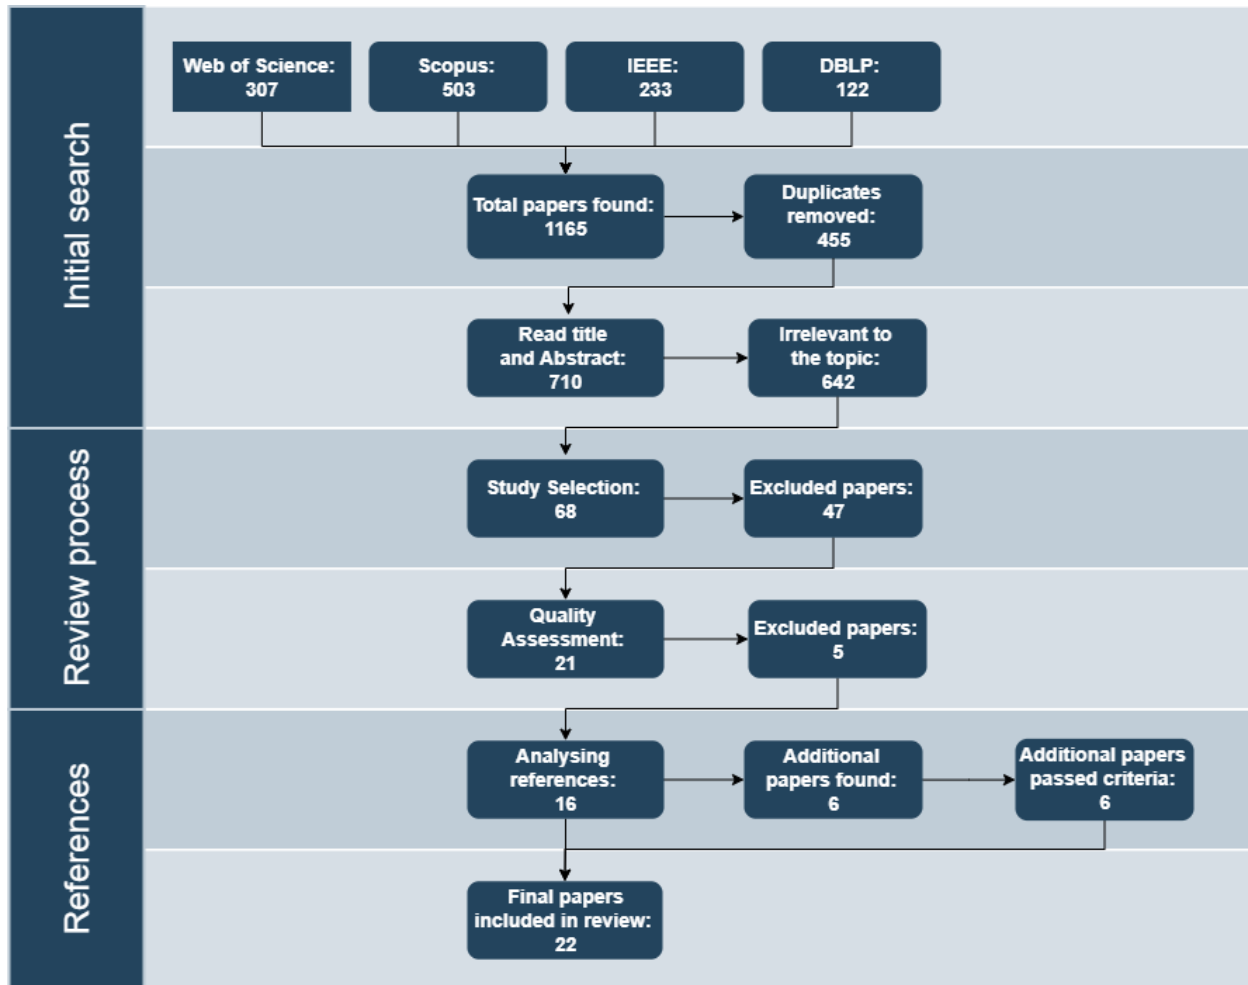 Initial search
Web of Science:
307
Scopus:
503
IEEE:
233
DBLP:
122
Total papers found:
1165
Duplicates
removed:
455
Read title
and Abstract:
710
Irrelevant to
the topic:
642
Review process
Study Selection:
68
Excluded papers:
47
Quality
Assessment:
21
Excluded papers:
5
References
Analysing
references:
16
Additional
papers found:
6
Additional papers
passed criteria:
6
Final papers
included in review:
22